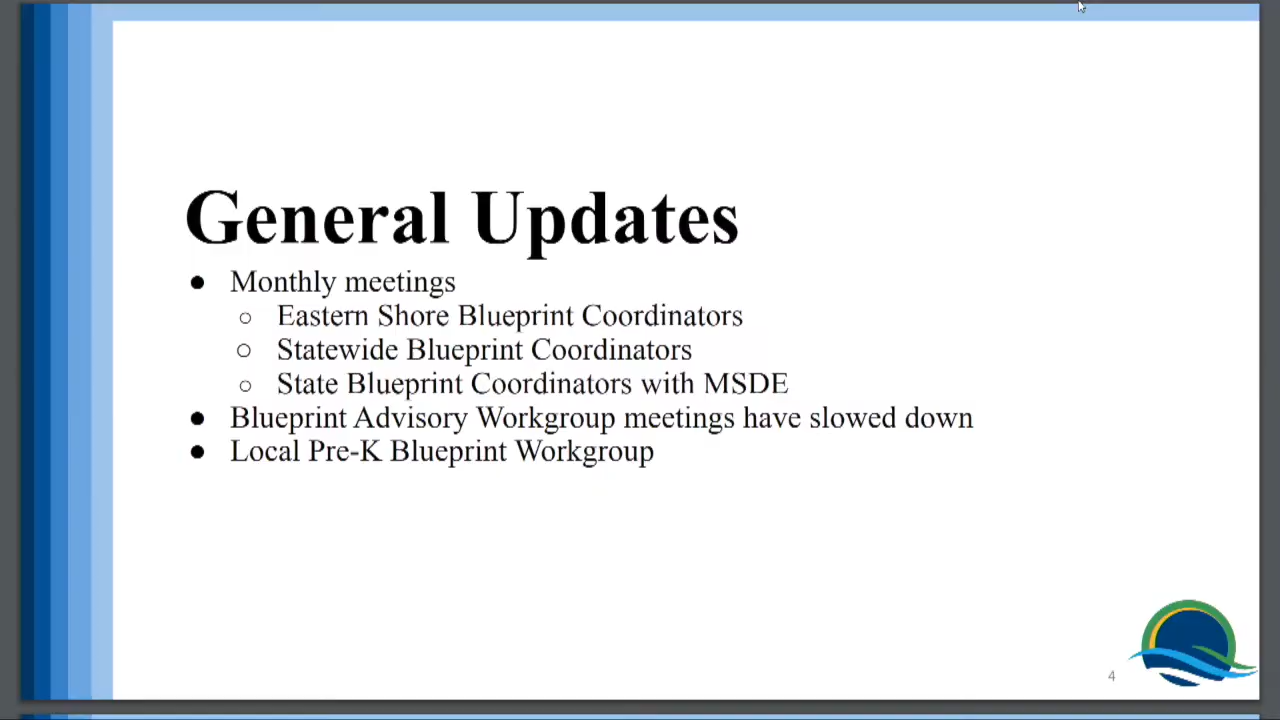 General Updates
● Monthly meetings
○ Eastern Shore Blueprint Coordinators
○ Statewide Blueprint Coordinators
○ State Blueprint Coordinators with MSDE
● Blueprint Advisory Workgroup meetings have slowed down
● Local Pre-K Blueprint Workgroup
4